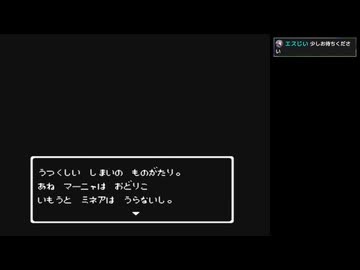 うつくしい しまいの ものがたり。
あね マーニャは おどりこ
いもうと ミネアは うらないし。
エスじい 少しお待ちくださ
い